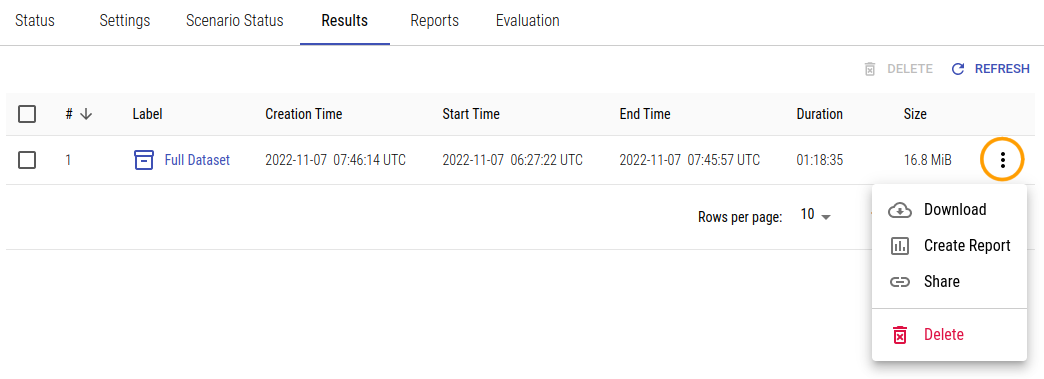 Status Settings Scenario Status Results Reports Evaluation
DELETE REFRESH
# Label Creation Time Start Time End Time Duration Size
1 Full Dataset 2022-11-07 07:46:14 UTC 2022-11-07 06:27:22 UTC 2022-11-07 07:45:57 UTC 01:18:35 16.8 MiB
Rows per page: 10
Download
Create Report
Share
Delete